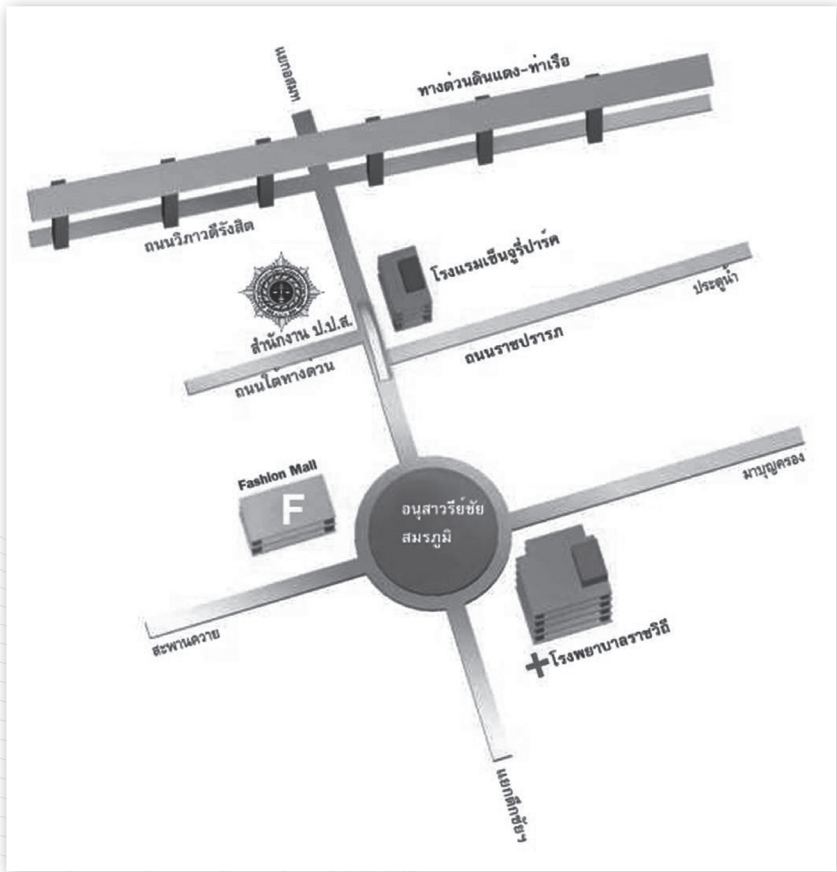 แยกอสมท
ทางด่วนดินแดง-ท่าเรือ
ถนนวิภาวดีรังสิต
โรงแรมเซ็นจูรี่ปาร์ค
ประตูน้ำ
สำนักงาน ป.ป.ส.
ถนนราชปรารภ
ถนนใต้ทางด่วน
มาบุญครอง
Fashion Mall
F
อนุสาวรีย์ชัย
สมรภูมิ
สะพานควาย
โรงพยาบาลราชวิถี
แยกตึกชัยฯ